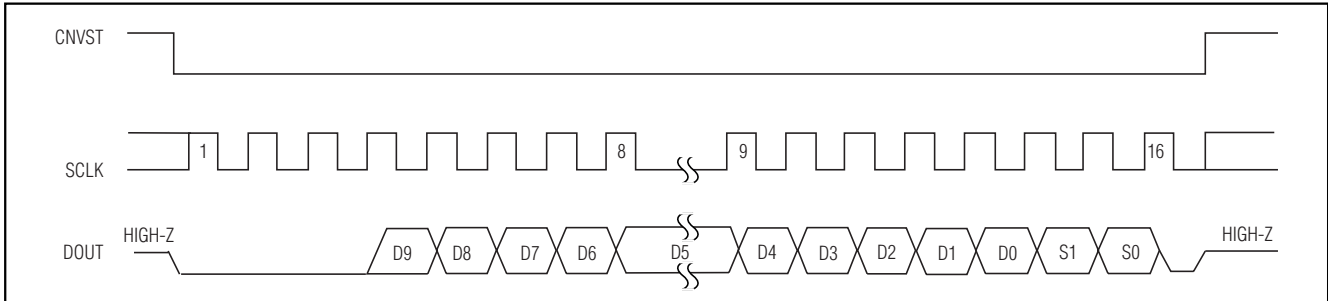 CNVST
1
8
9
16
SCLK
HIGH-Z
DOUT
D9 D8 D7 D6 D5 D4 D3 D2 D1 D0 S1 S0
HIGH-Z